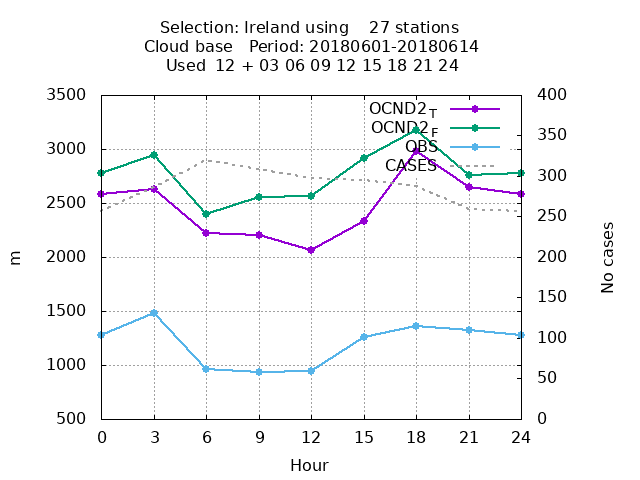 Selection: Ireland using    27 stations
Cloud base   Period: 20180601-20180614
Used  12 + 03 06 09 12 15 18 21 24
3500
3000
2500
2000
1500
1000
500
m
400
350
300
250
200
150
100
50
0
No cases
OCND2 T
OCND2 F
OBS
CASES
0 3 6 9 12 15 18 21 24
Hour